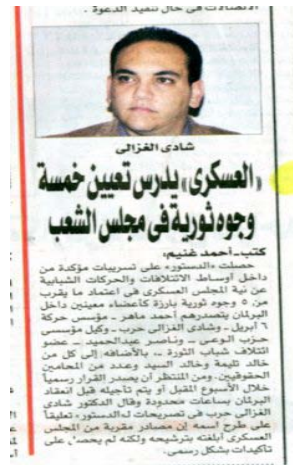 الاتصالات فى حال تنفيذ الدعوة .
شادى الغزالى
« العسكرى» يدرس تعيين خمسة
وجوه ثورية فى مجلس الشعب
كتب ـ أحمد غنيم:
حصلت «الدستور» على تسريبات مؤكدة من
داخل أوساط الائتلافات والحركات الشبابية
عن نية المجلس العسكرى فى اعتماد ما يقرب
من ٥ وجوه ثورية بارزة كأعضاء معينين داخل
البرلمان يتصدرهم أحمد ماهر ـ مؤسس حركة
٦ أبريل ـ وشادى الغزالى حرب ـ وكيل مؤسسى
حزب الوعى ـ وناصر عبدالحميد ـ عضو
ائتلاف شباب الثورة .. بالأضافه إلى كل من
خالد تليمة وخالد السيد وعدد من المحامين
الحقوقيين. ومن المنتظر أن يصدر القرار رسمياً
خلال الأسبوع المقبل أو يتم تأجيله قبل انعقاد
البرلمان بساعات محدودة وقال الدكتور شادى
الغزالى حرب فى تصريحات لـ«الدستور» تعليقاً
على طرح اسمه إن مصادر مقربة من المجلس
العسكرى أبلغته بترشيحه ولكنه لم يحصل على
تأكيدات بشكل رسمى.